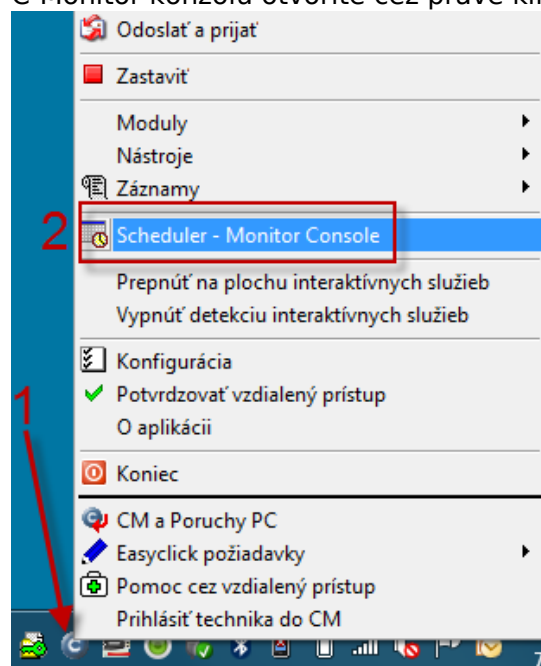 Odoslať a prijať
Zastaviť
Moduly
Nástroje
Záznamy
2
Scheduler - Monitor Console
Prepnúť na plochu interaktívnych služieb
Vypnúť detekciu interaktívnych služieb
Konfigurácia
1
Potvrdzovať vzdialený prístup
O aplikácii
Koniec
CM a Poruchy PC
Easyclick požiadavky
Pomoc cez vzdialený prístup
Prihlásiť technika do CM